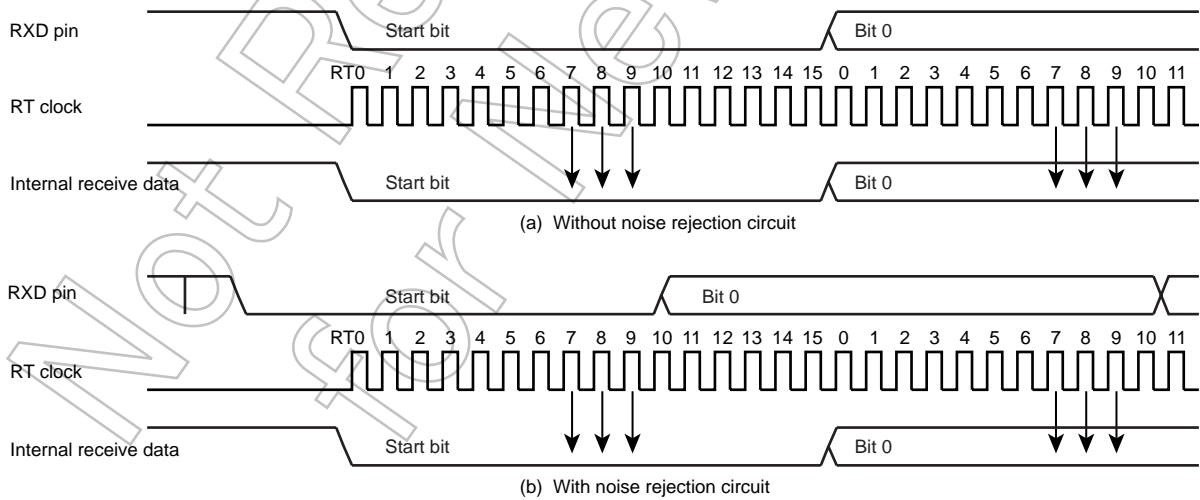 RXD pin Start bit Bit 0
RT0 1 2 3 4 5 6 7 8 9 10 11 12 13 14 15 0 1 2 3 4 5 6 7 8 9 10 11
RT clock
Internal receive data Start bit Bit 0
(a) Without noise rejection circuit
RXD pin Start bit Bit 0
RT0 1 2 3 4 5 6 7 8 9 10 11 12 13 14 15 0 1 2 3 4 5 6 7 8 9 10 11
RT clock
Internal receive data Start bit Bit 0
(b) With noise rejection circuit
Not Re
for Ne